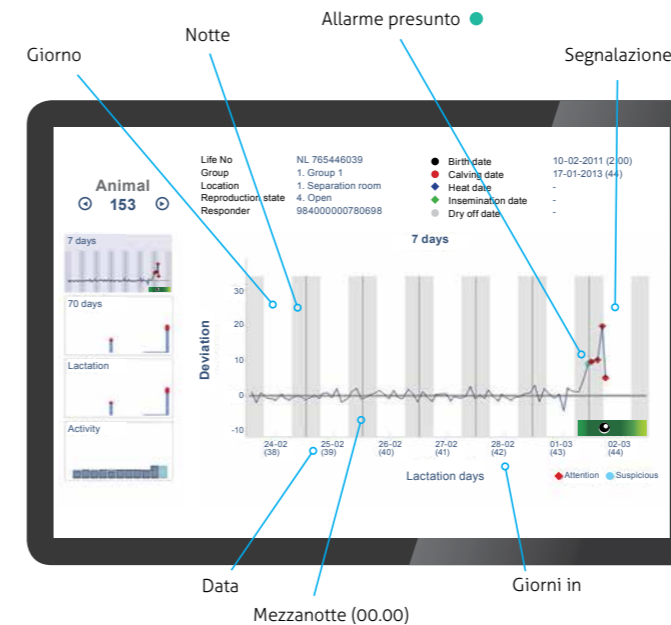 Allarme presunto
Notte
Giorno
Segnalazione
Life No NL 765446039
Group 1. Group 1
Location 1. Separation room
Reproduction state 4. Open
Responder 984000000780698
Birth date 10-02-2011 (2.00)
Calving date 17-01-2013 (44)
Heat date -
Insemination date -
Dry off date -
Animal
153
7 days
70 days
Lactation
Activity
7 days
Deviation
30
20
10
0
-10
24-02 25-02 26-02 27-02 28-02 01-03 02-03
(38) (39) (40) (41) (42) (43) (44)
Lactation days
Attention Suspicious
Data
Giorni in
Mezzanotte (00.00)